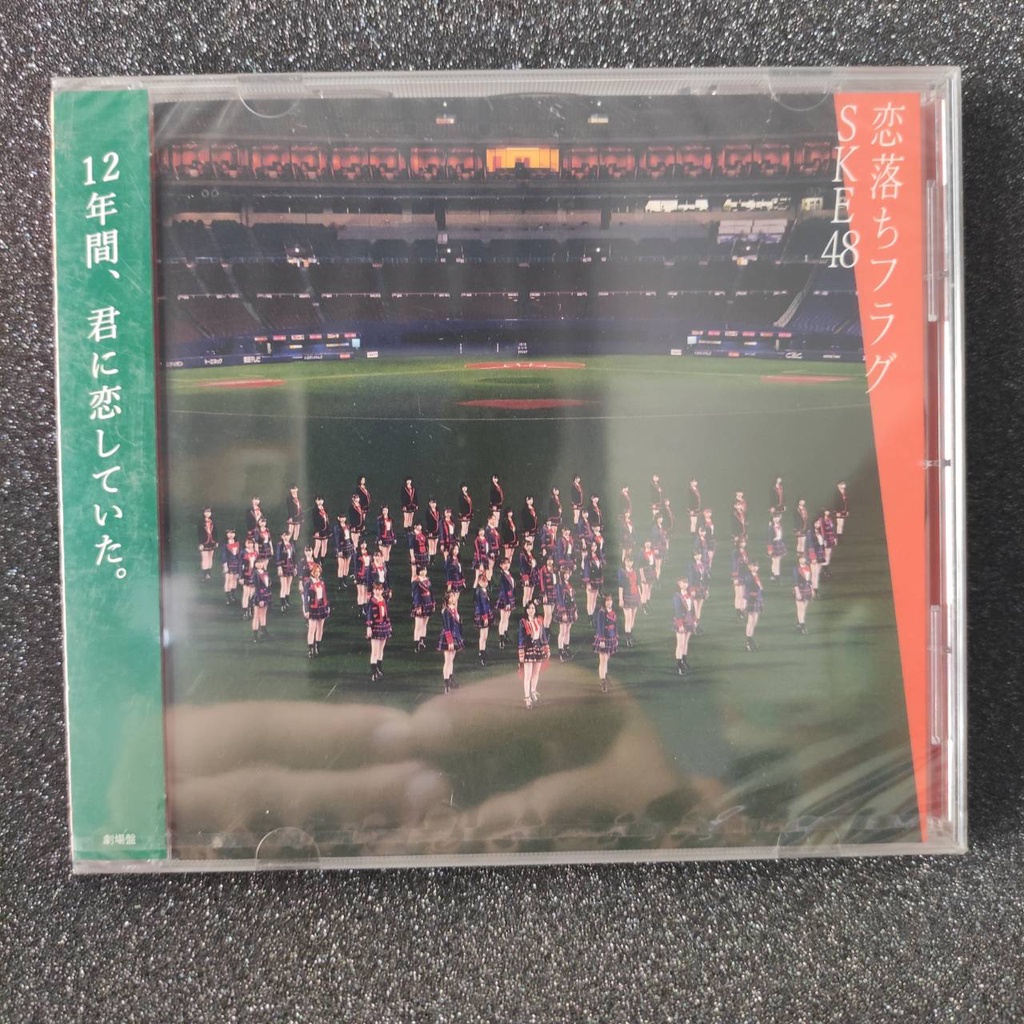 恋落ちフラグ
SKE48
12年間、君に恋していた。
劇場盤